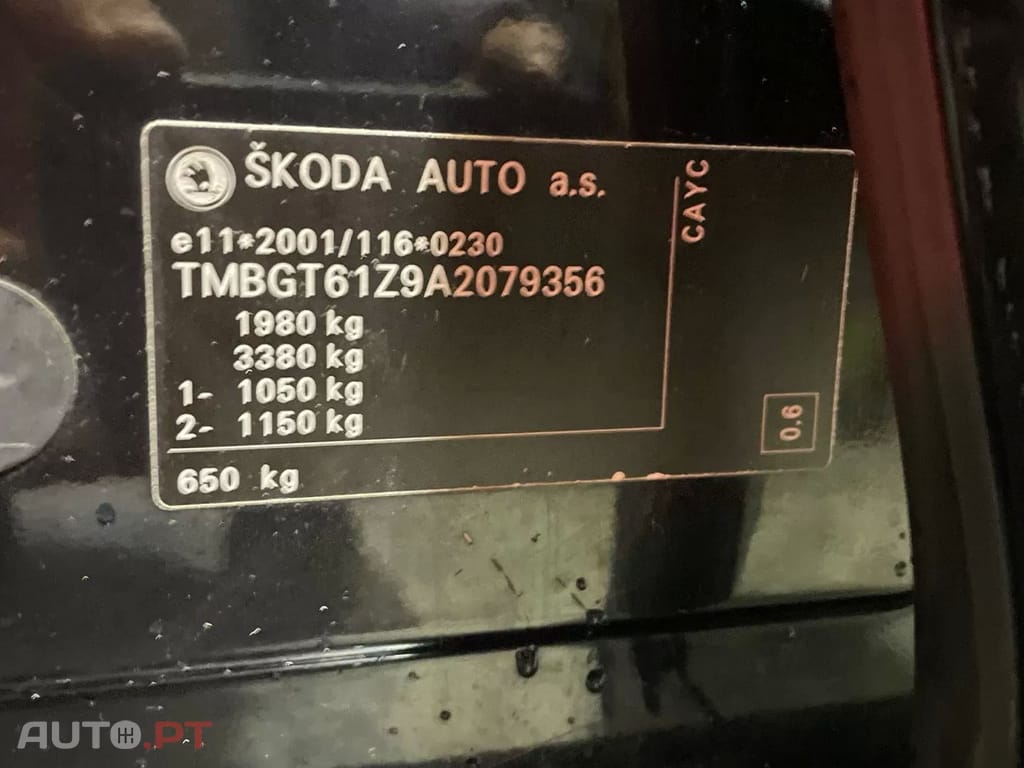 ŠKODA AUTO a.s.
CAYC
e11*2001/116*0230
TMBGT61Z9A2079356
1980 kg
3380 kg
1- 1050 kg
2- 1150 kg
0.6
650 kg
AUTO.PT